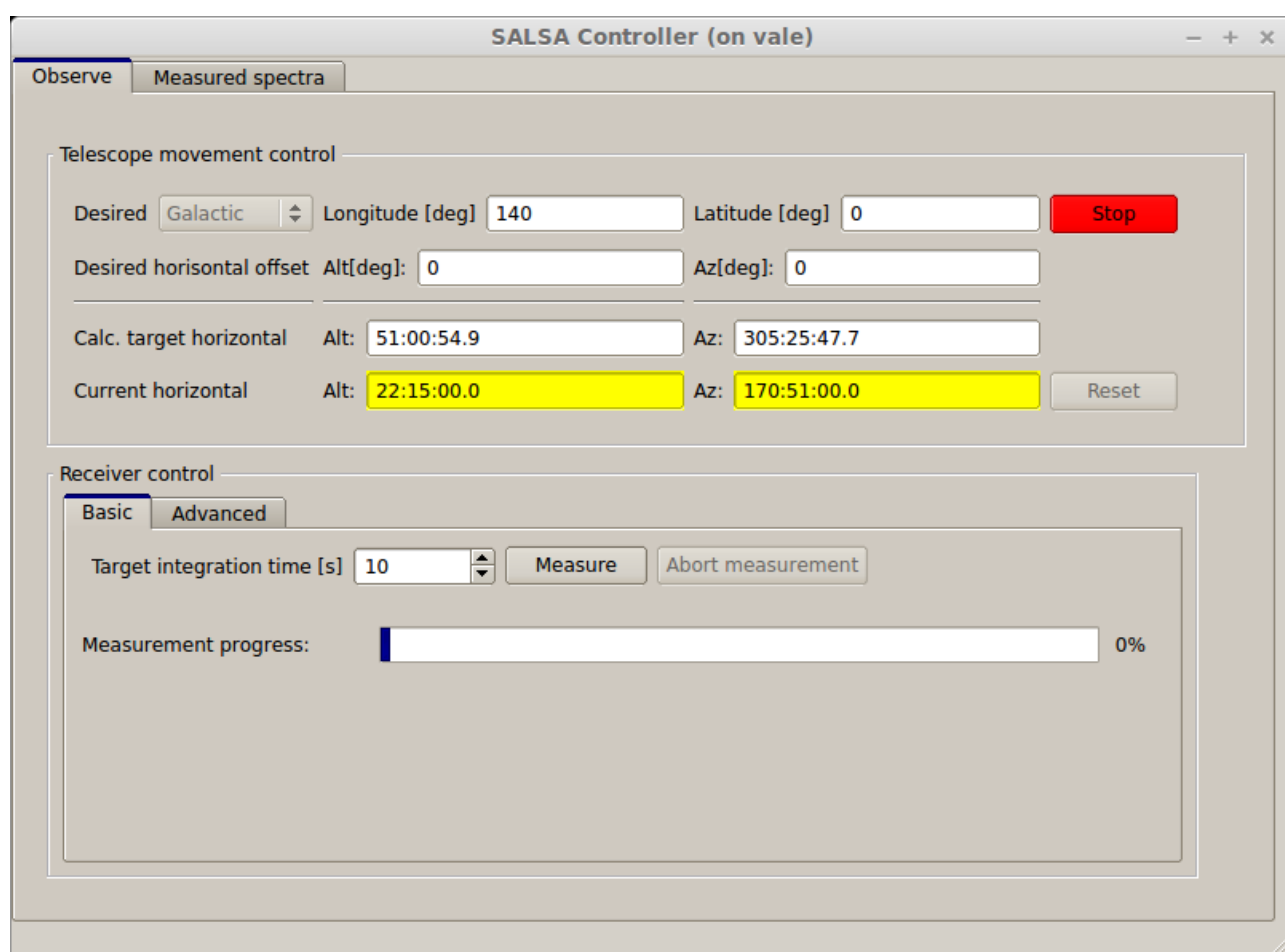 SALSA Controller (on vale)
Observe Measured spectra
Telescope movement control
Desired Galactic Longitude [deg] 140 Latitude [deg] 0 Stop
Desired horisontal offset Alt[deg]: 0 Az[deg]: 0
Calc. target horizontal Alt: 51:00:54.9 Az: 305:25:47.7
Current horizontal Alt: 22:15:00.0 Az: 170:51:00.0 Reset
Receiver control
Basic Advanced
Target integration time [s] 10 Measure Abort measurement
Measurement progress: 0%